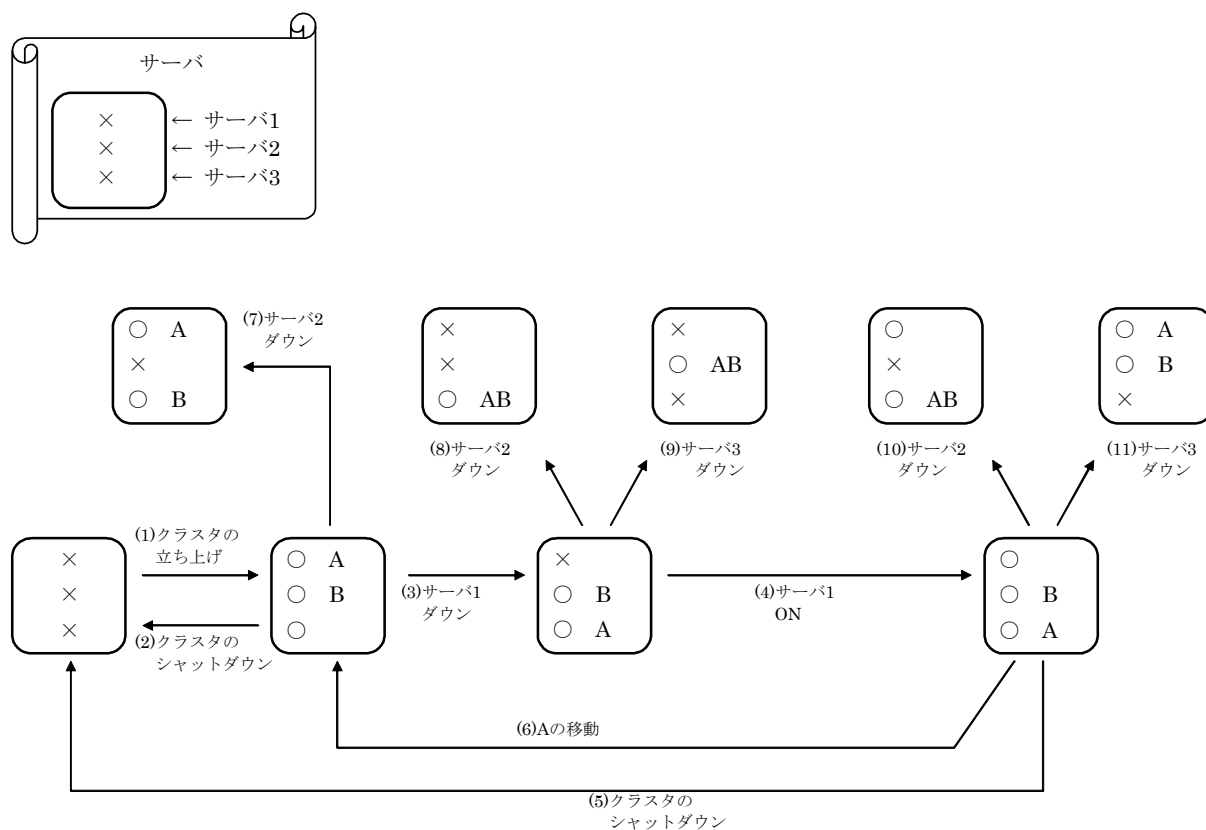 サーバ
× ← サーバ1
× ← サーバ2
× ← サーバ3
○ A
×
○ B
(7)サーバ2
ダウン
×
×
○ AB
×
○ AB
×
○
×
○ AB
○ A
○ B
×
(8)サーバ2
ダウン
(9)サーバ3
ダウン
(10)サーバ2
ダウン
(11)サーバ3
ダウン
×
×
×
(1)クラスタの
立ち上げ
(2)クラスタの
シャットダウン
○ A
○ B
○
(3)サーバ1
ダウン
×
○ B
○ A
(4)サーバ1
ON
○
○ B
○ A
(6)Aの移動
(5)クラスタの
シャットダウン